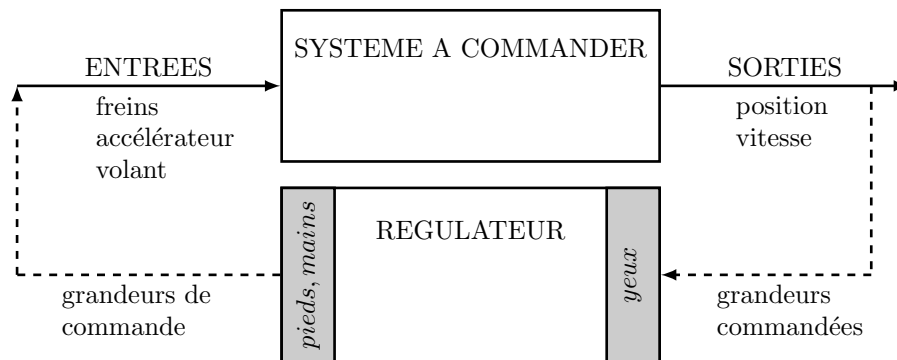 SYSTEME A COMMANDER
ENTREES
freins
accélérateur
volant
SORTIES
position
vitesse
pieds, mains
REGULATEUR
yeux
grandeurs de
commande
grandeurs
commandées